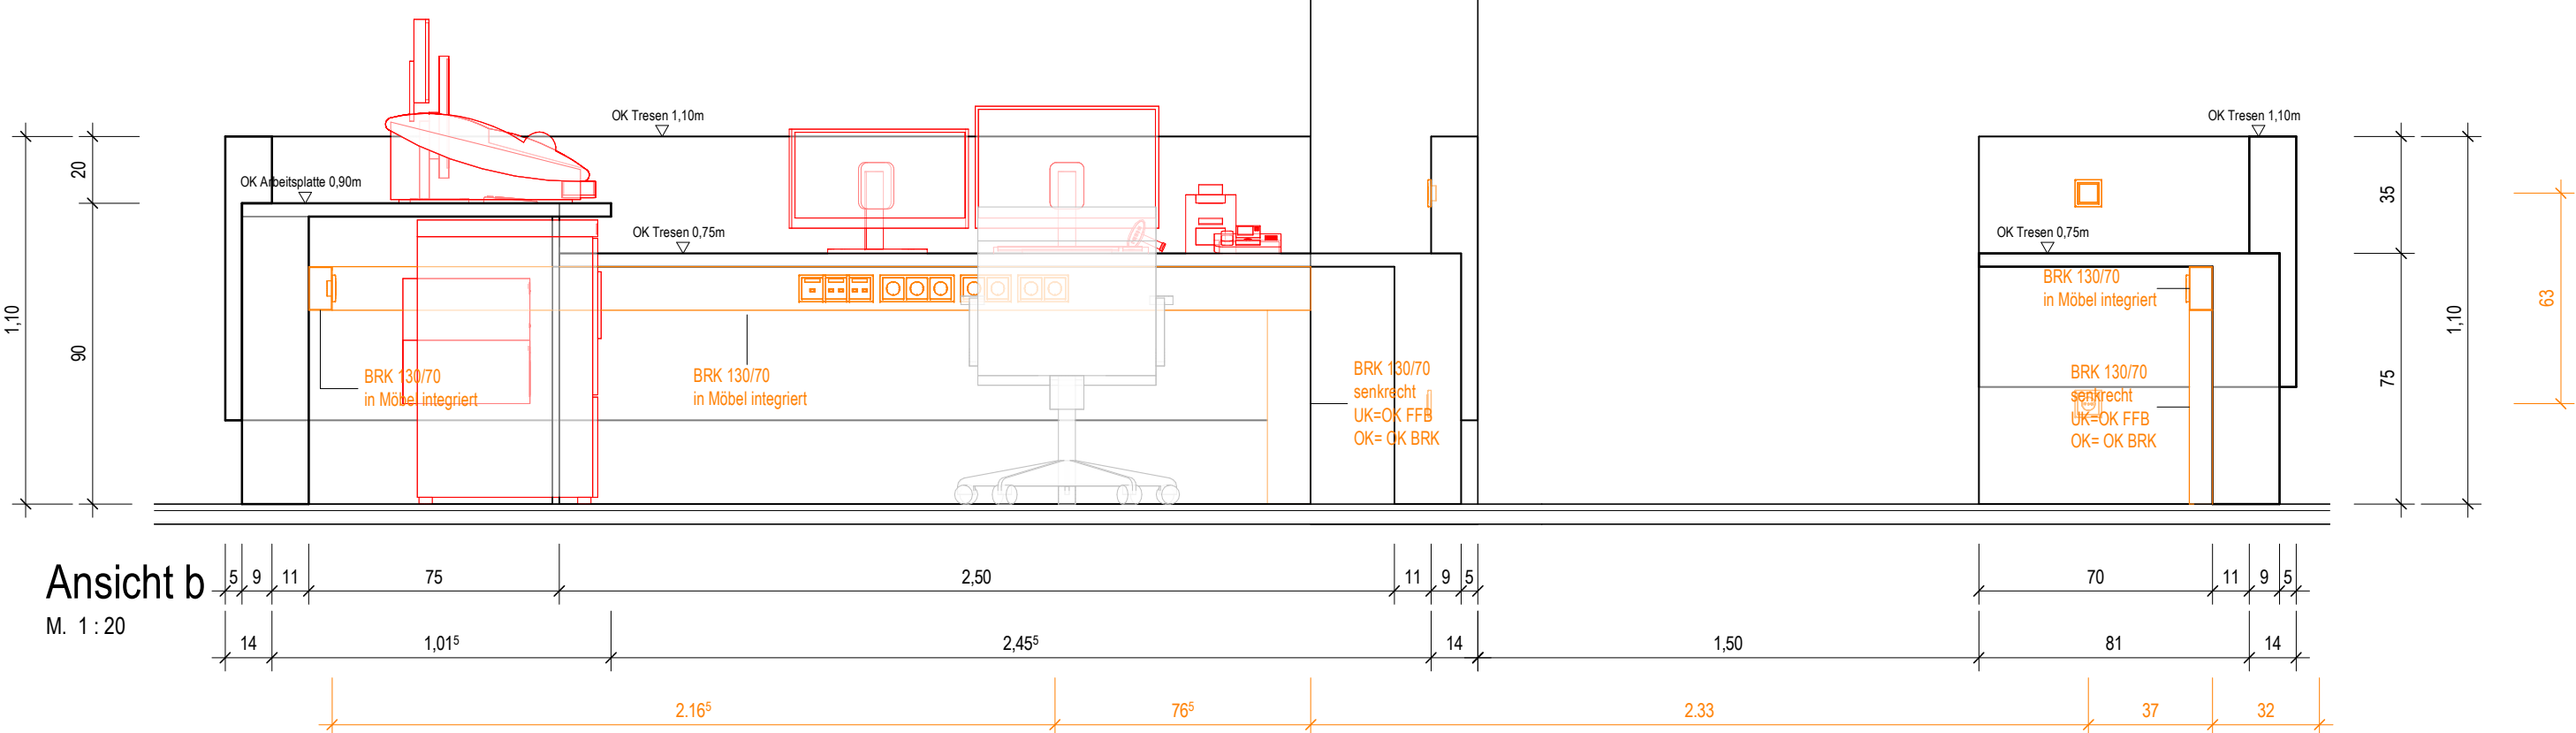 OK Tresen 1,10m
OK Tresen 1,10m
20
OK Arbeitsplatte 0,90m
35
OK Tresen 0,75m
OK Tresen 0,75m
BRK 130/70
in Möbel integriert
63
1,10
90
1,10
75
BRK 130/70
in Möbel integriert
BRK 130/70
in Möbel integriert
BRK 130/70
senkrecht
UK=OK FFB
OK= OK BRK
BRK 130/70
senkrecht
UK=OK FFB
OK= OK BRK
Ansicht b
M. 1 : 20
5 9 11 75 2,50 11 9 5 70 11 9 5
14 1,01⁵ 2,45⁵ 14 1,50 81 14
2.16⁵ 76⁵ 2.33 37 32